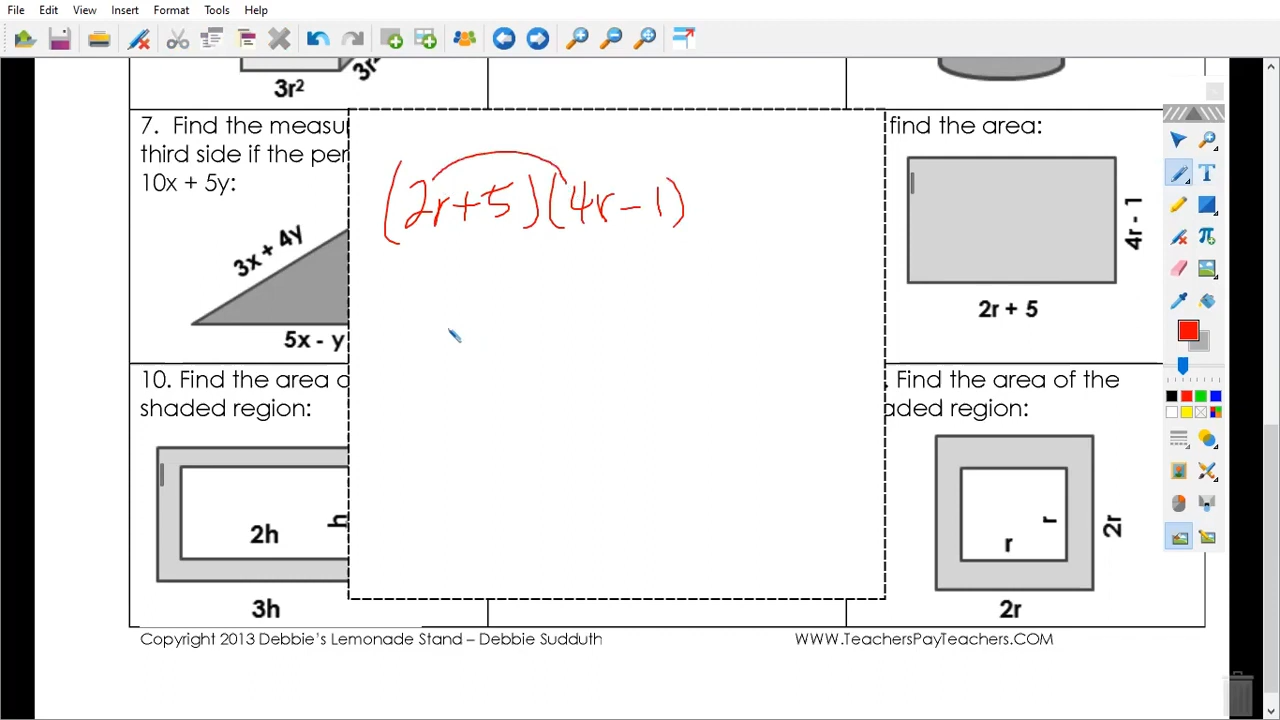 File Edit View Insert Format Tools Help
3r²
3r
7. Find the measu
third side if the per
10x + 5y:
3x + 4y
5x - y
(2r+5)(4r-1)
find the area:
4r - 1
2r + 5
10. Find the area o
shaded region:
2h
h
3h
. Find the area of the
aded region:
r
r
2r
2r
Copyright 2013 Debbie's Lemonade Stand – Debbie Sudduth
WWW.TeachersPayTeachers.COM